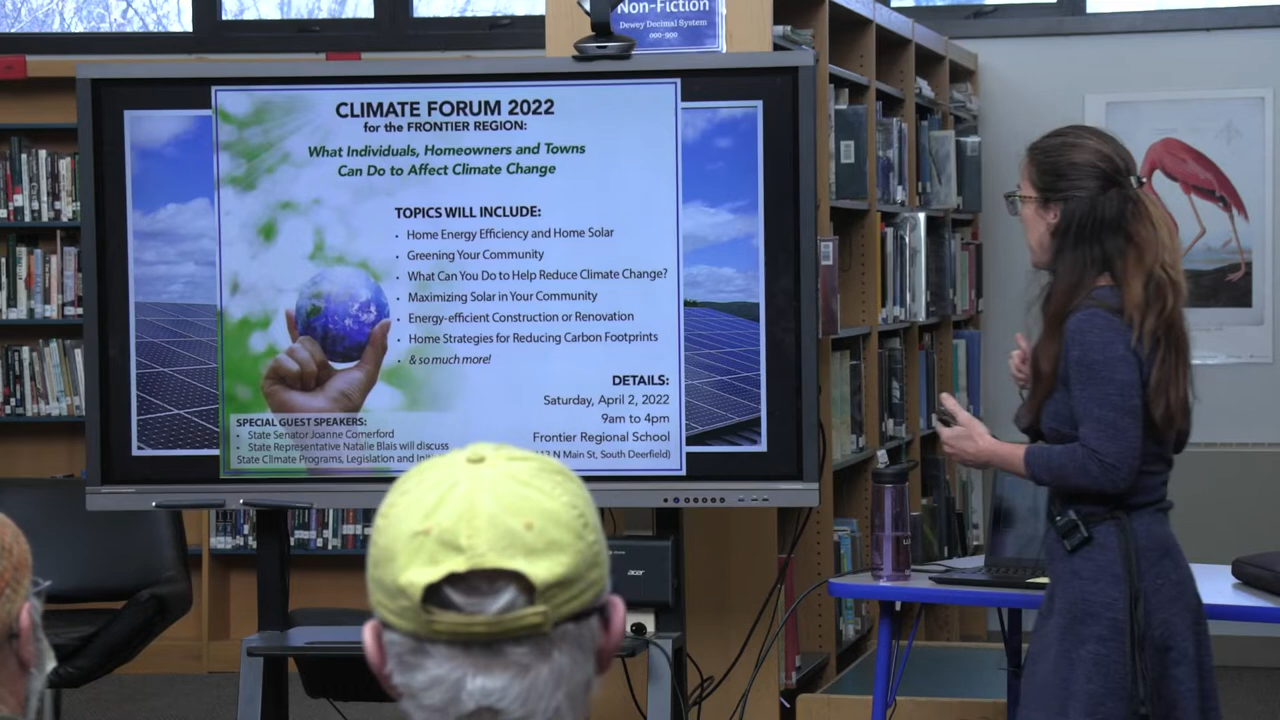 Non-Fiction
Dewey Decimal System
000-500
CLIMATE FORUM 2022
for the FRONTIER REGION:
What Individuals, Homeowners and Towns
Can Do to Affect Climate Change
TOPICS WILL INCLUDE:
• Home Energy Efficiency and Home Solar
• Greening Your Community
• What Can You Do to Help Reduce Climate Change?
• Maximizing Solar in Your Community
• Energy-efficient Construction or Renovation
• Home Strategies for Reducing Carbon Footprints
• & so much more!
DETAILS:
Saturday, April 2, 2022
9am to 4pm
Frontier Regional School
N Main St, South Deerfield)
SPECIAL GUEST SPEAKERS:
• State Senator Joanne Comerford
• State Representative Natalie Blais will discuss
State Climate Programs, Legislation and
acer